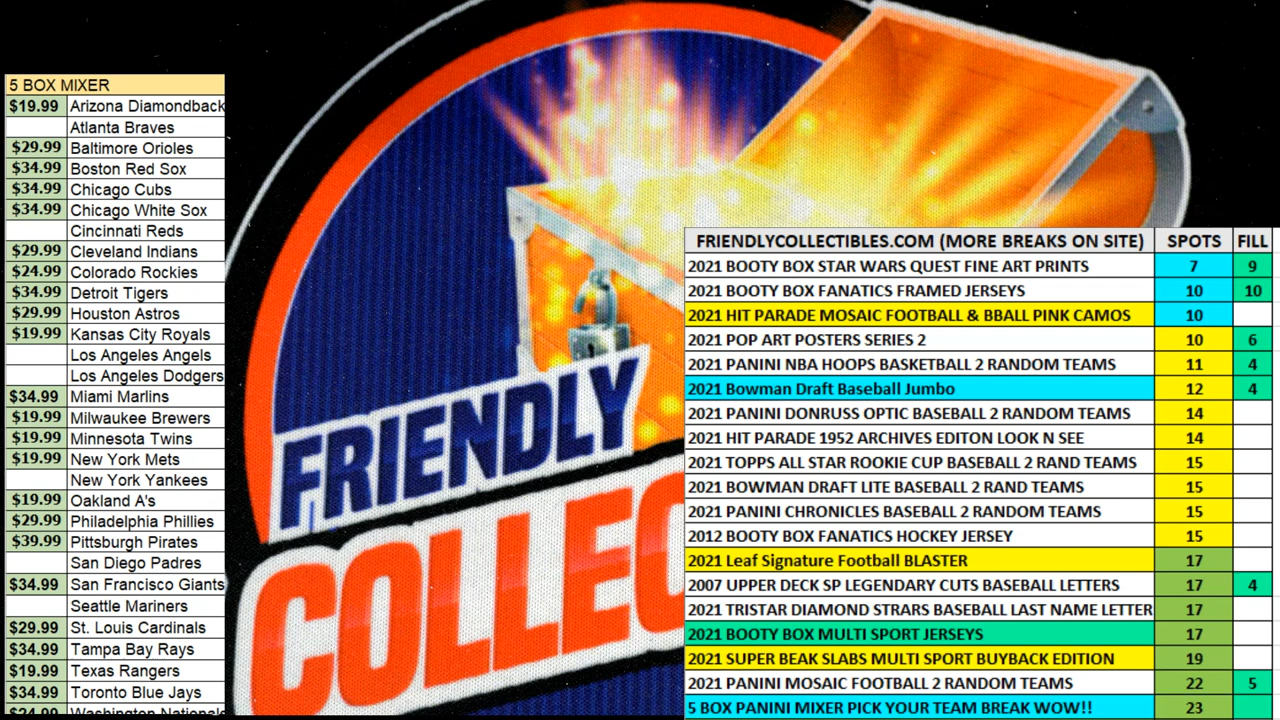 5 BOX MIXER
$19.99 Arizona Diamondback
Atlanta Braves
$29.99 Baltimore Orioles
$34.99 Boston Red Sox
$34.99 Chicago Cubs
$34.99 Chicago White Sox
Cincinnati Reds
$29.99 Cleveland Indians
$24.99 Colorado Rockies
$34.99 Detroit Tigers
$29.99 Houston Astros
$19.99 Kansas City Royals
Los Angeles Angels
Los Angeles Dodgers
$34.99 Miami Marlins
$19.99 Milwaukee Brewers
$19.99 Minnesota Twins
$19.99 New York Mets
New York Yankees
$19.99 Oakland A's
$29.99 Philadelphia Phillies
$39.99 Pittsburgh Pirates
San Diego Padres
$34.99 San Francisco Giants
Seattle Mariners
$29.99 St. Louis Cardinals
$34.99 Tampa Bay Rays
$19.99 Texas Rangers
$34.99 Toronto Blue Jays
$24.99 Washington Nationals
FRIENDLY
COLLEC
FRIENDLYCOLLECTIBLES.COM (MORE BREAKS ON SITE) SPOTS FILL
2021 BOOTY BOX STAR WARS QUEST FINE ART PRINTS 7 9
2021 BOOTY BOX FANATICS FRAMED JERSEYS 10 10
2021 HIT PARADE MOSAIC FOOTBALL & BBALL PINK CAMOS 10
2021 POP ART POSTERS SERIES 2 10 6
2021 PANINI NBA HOOPS BASKETBALL 2 RANDOM TEAMS 11 4
2021 Bowman Draft Baseball Jumbo 12 4
2021 PANINI DONRUSS OPTIC BASEBALL 2 RANDOM TEAMS 14
2021 HIT PARADE 1952 ARCHIVES EDITON LOOK N SEE 14
2021 TOPPS ALL STAR ROOKIE CUP BASEBALL 2 RAND TEAMS 15
2021 BOWMAN DRAFT LITE BASEBALL 2 RAND TEAMS 15
2021 PANINI CHRONICLES BASEBALL 2 RANDOM TEAMS 15
2012 BOOTY BOX FANATICS HOCKEY JERSEY 15
2021 Leaf Signature Football BLASTER 17
2007 UPPER DECK SP LEGENDARY CUTS BASEBALL LETTERS 17 4
2021 TRISTAR DIAMOND STRARS BASEBALL LAST NAME LETTER 17
2021 BOOTY BOX MULTI SPORT JERSEYS 17
2021 SUPER BEAK SLABS MULTI SPORT BUYBACK EDITION 19
2021 PANINI MOSAIC FOOTBALL 2 RANDOM TEAMS 22 5
5 BOX PANINI MIXER PICK YOUR TEAM BREAK WOW!! 23